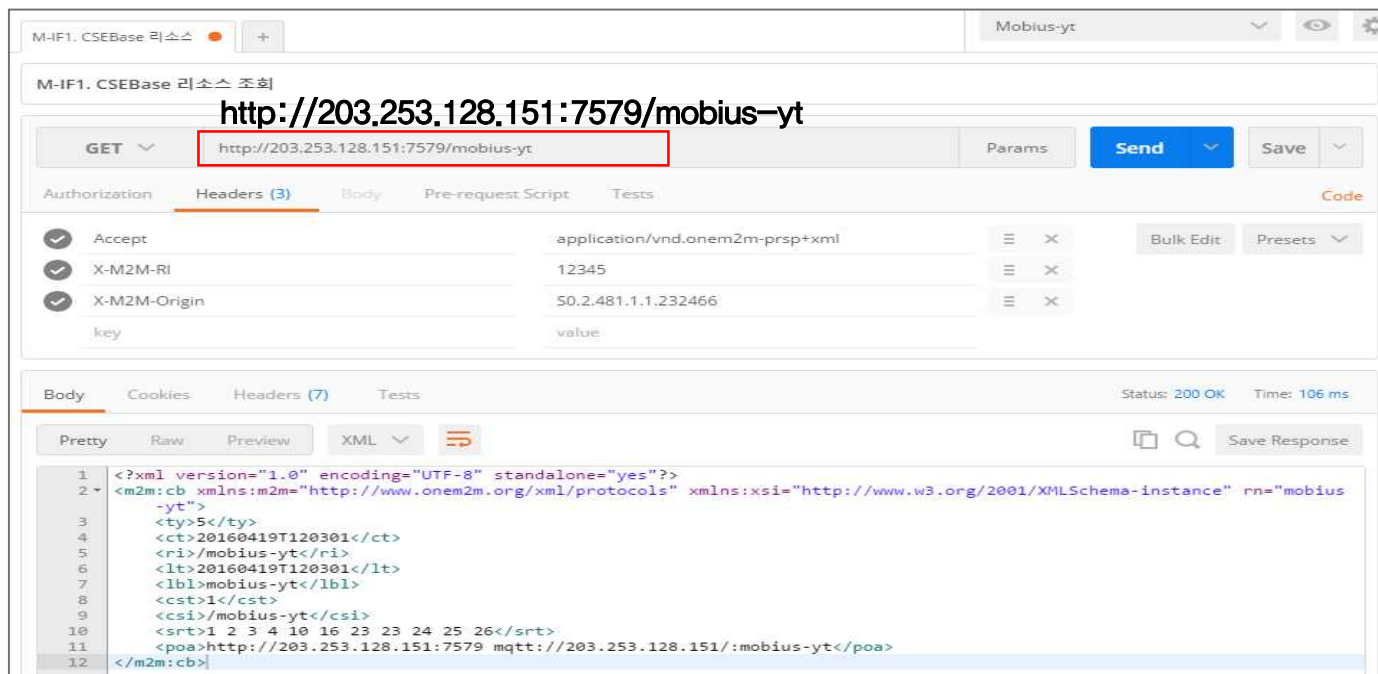 M-IF1. CSEBase 리소스
+
Mobius-yt
M-IF1. CSEBase 리소스 조회
http://203.253.128.151:7579/mobius-yt
GET
http://203.253.128.151:7579/mobius-yt
Params
Send
Save
Authorization Headers (3) Body Pre-request Script Tests Code
Accept application/vnd.onem2m-prsp+xml Bulk Edit Presets
X-M2M-RI 12345
X-M2M-Origin S0.2.481.1.1.232466
key value
Body Cookies Headers (7) Tests Status: 200 OK Time: 106 ms
Pretty Raw Preview XML Save Response
1 <?xml version="1.0" encoding="UTF-8" standalone="yes"?>
2 <m2m:cb xmlns:m2m="http://www.onem2m.org/xml/protocols" xmlns:xsi="http://www.w3.org/2001/XMLSchema-instance" rn="mobius
-yt">
3 <ty>5</ty>
4 <ct>20160419T120301</ct>
5 <ri>/mobius-yt</ri>
6 <lt>20160419T120301</lt>
7 <lbl>mobius-yt</lbl>
8 <cst>1</cst>
9 <csi>/mobius-yt</csi>
10 <srt>1 2 3 4 10 16 23 23 24 25 26</srt>
11 <poa>http://203.253.128.151:7579 mqtt://203.253.128.151/:mobius-yt</poa>
12 </m2m:cb>